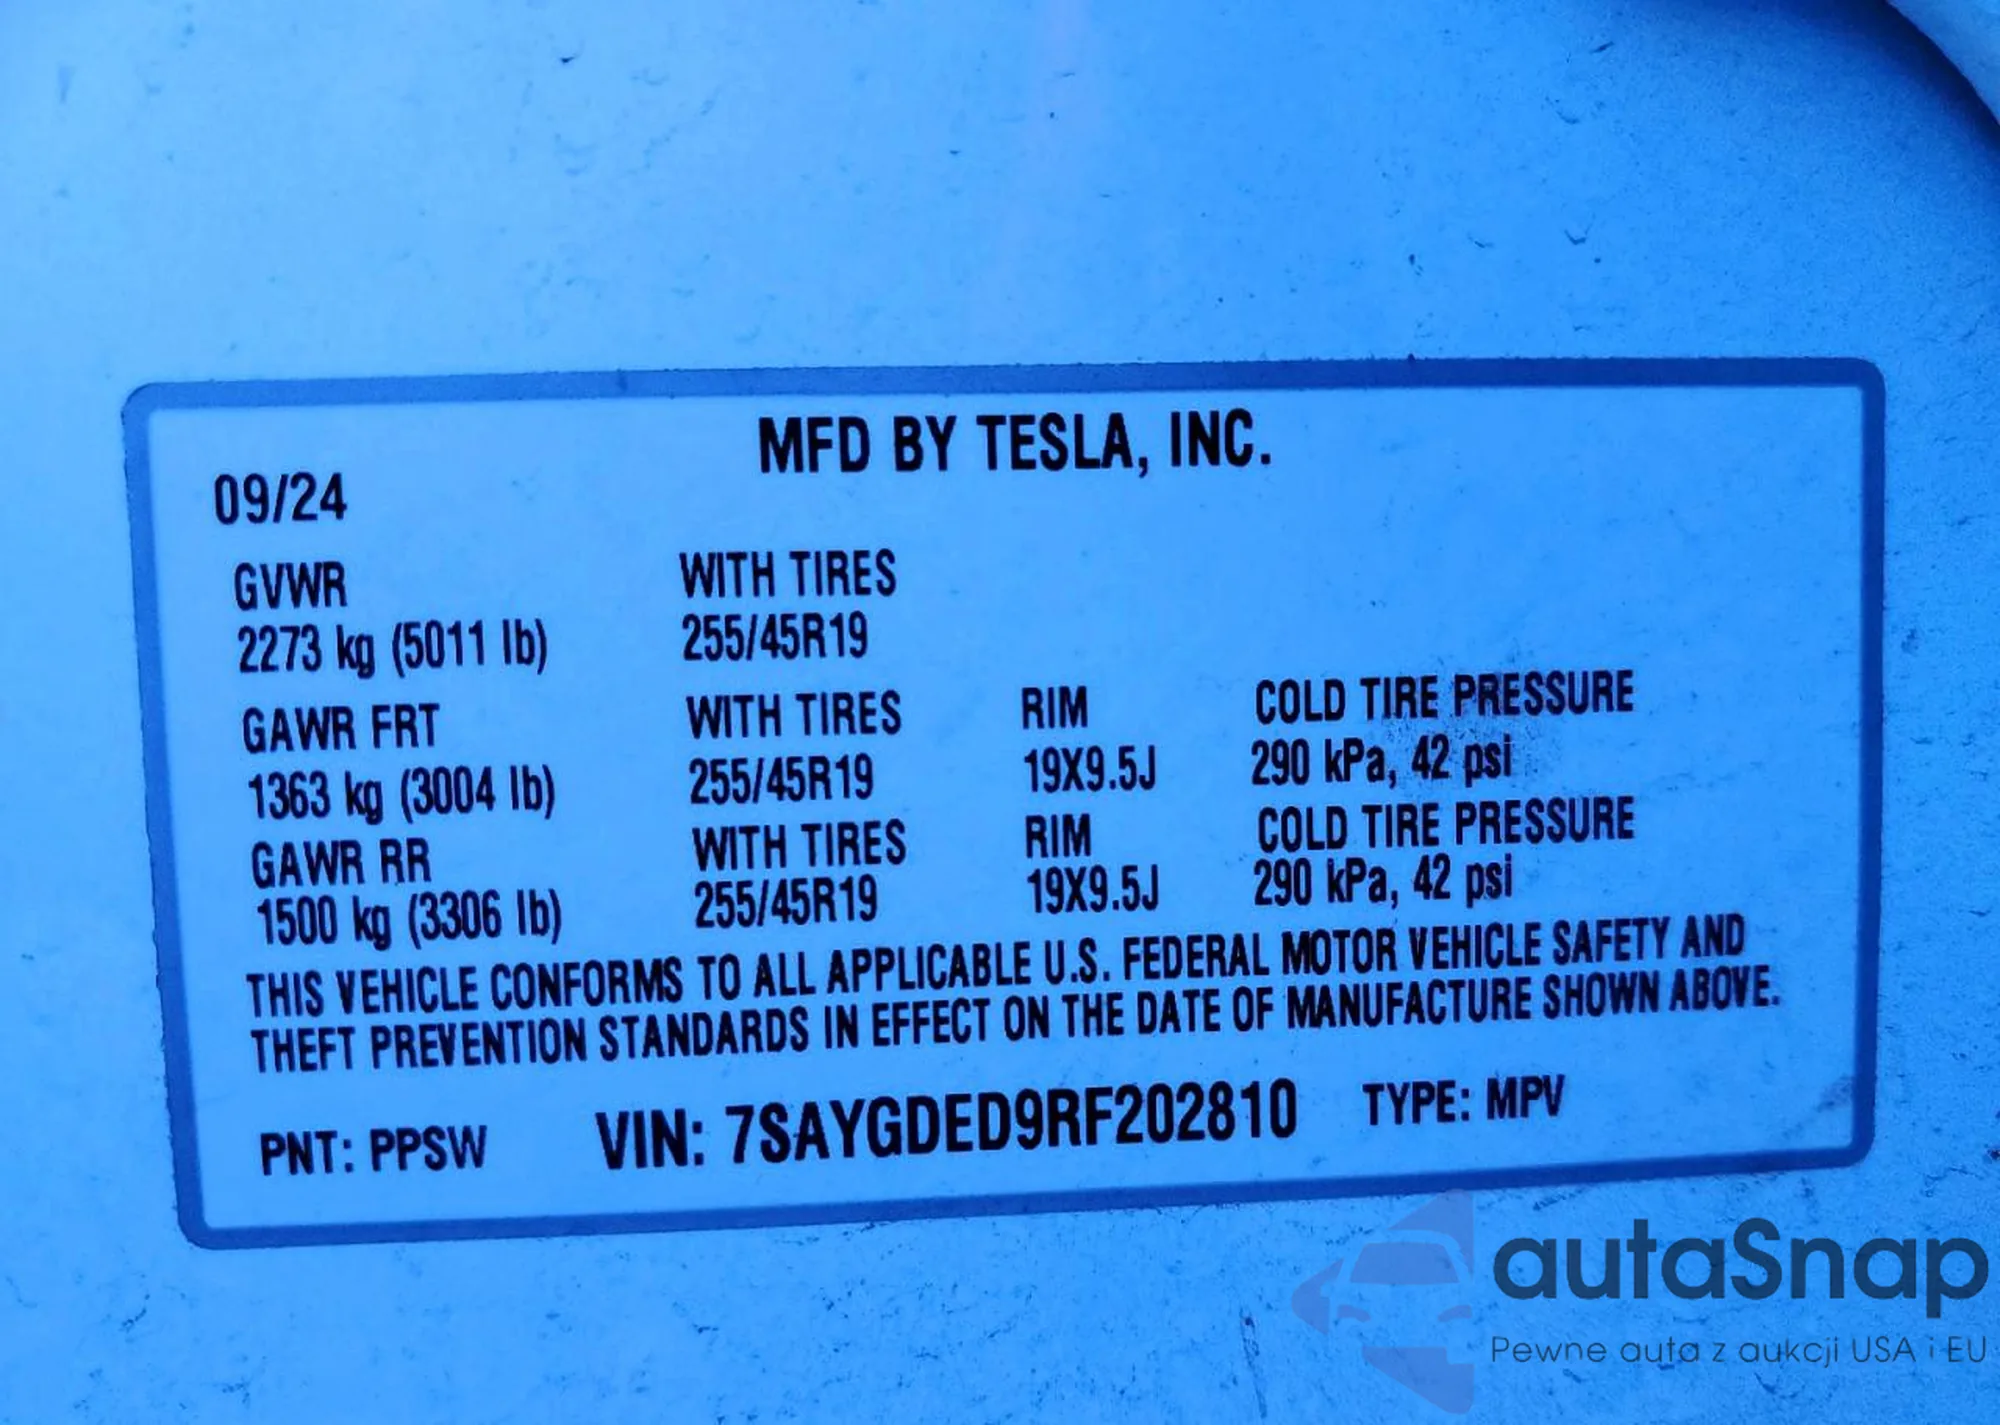 MFD BY TESLA, INC.
09/24
GVWR WITH TIRES
2273 kg (5011 lb) 255/45R19
GAWR FRT WITH TIRES RIM COLD TIRE PRESSURE
1363 kg (3004 lb) 255/45R19 19X9.5J 290 kPa, 42 psi
GAWR RR WITH TIRES RIM COLD TIRE PRESSURE
1500 kg (3306 lb) 255/45R19 19X9.5J 290 kPa, 42 psi
THIS VEHICLE CONFORMS TO ALL APPLICABLE U.S. FEDERAL MOTOR VEHICLE SAFETY AND
THEFT PREVENTION STANDARDS IN EFFECT ON THE DATE OF MANUFACTURE SHOWN ABOVE.
PNT: PPSW VIN: 7SAYGDED9RF202810 TYPE: MPV
autaSnap
Pewne auta z aukcji USA i EU